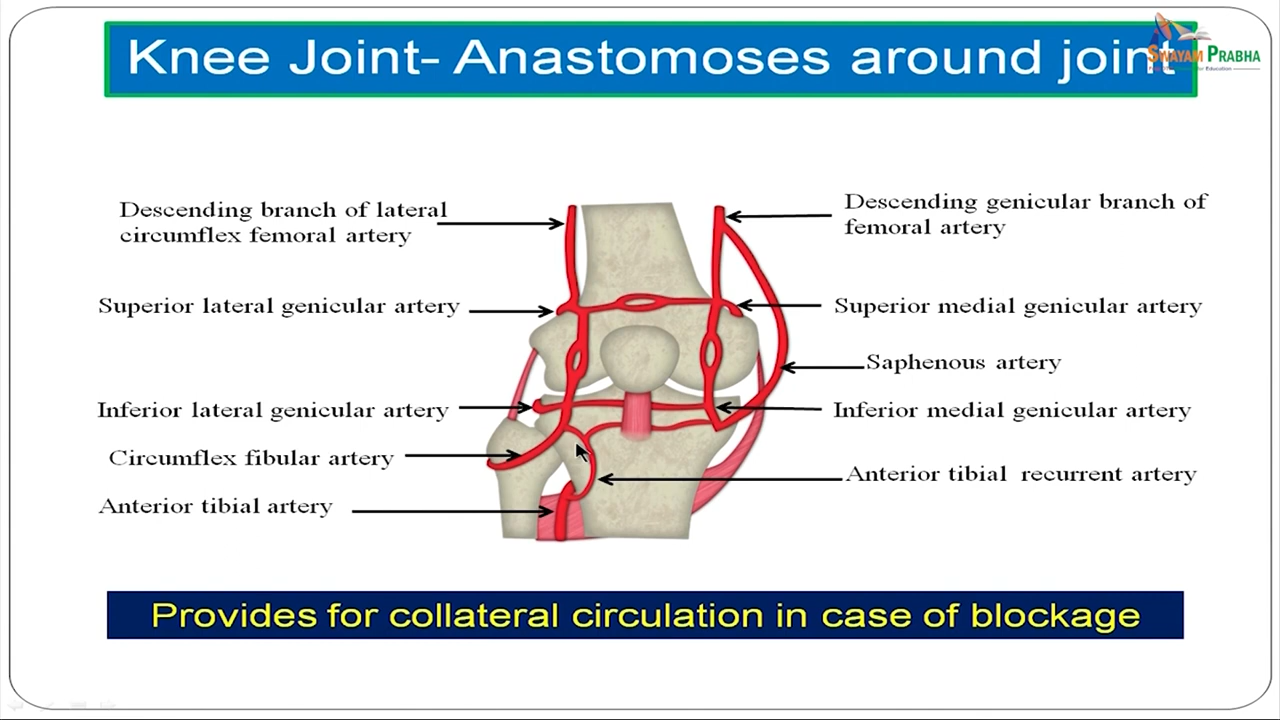 Knee Joint- Anastomoses around joint
SWAYAM PRABHA
Descending branch of lateral
circumflex femoral artery
Descending genicular branch of
femoral artery
Superior lateral genicular artery
Superior medial genicular artery
Saphenous artery
Inferior lateral genicular artery
Inferior medial genicular artery
Circumflex fibular artery
Anterior tibial recurrent artery
Anterior tibial artery
Provides for collateral circulation in case of blockage